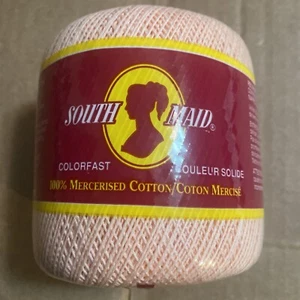 SOUTH MAID®
COLORFAST COULEUR SOLIDE
100% MERCERISED COTTON/COTON MERCISÉ